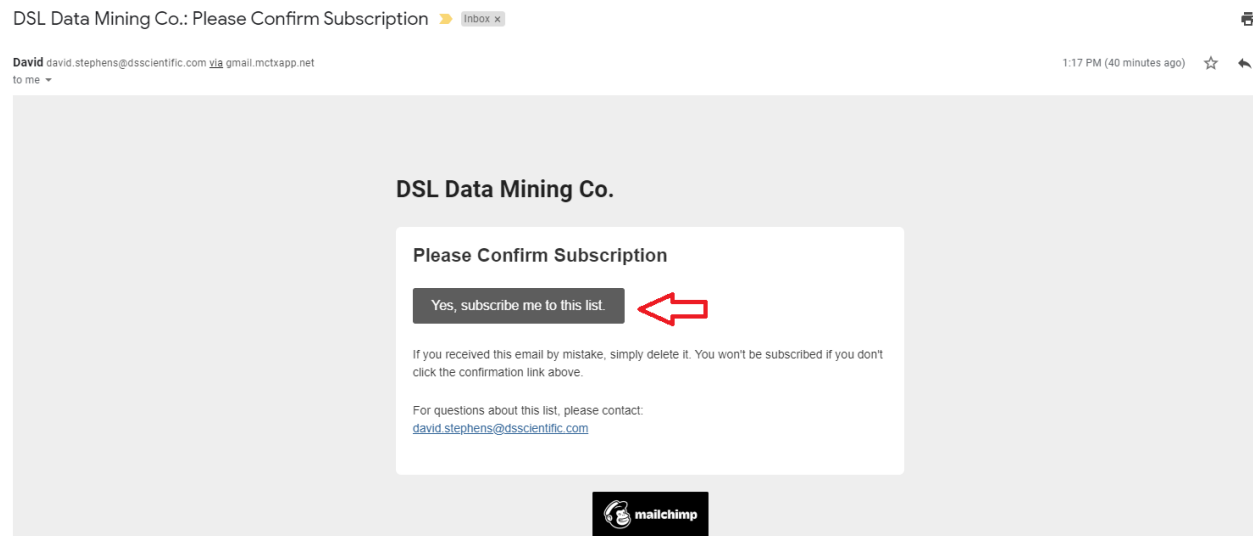 DSL Data Mining Co.: Please Confirm Subscription Inbox x
David david.stephens@dsscientific.com via gmail.mctxapp.net 1:17 PM (40 minutes ago)
to me
DSL Data Mining Co.
Please Confirm Subscription
Yes, subscribe me to this list.
If you received this email by mistake, simply delete it. You won't be subscribed if you don't
click the confirmation link above.
For questions about this list, please contact:
david.stephens@dsscientific.com
mailchimp